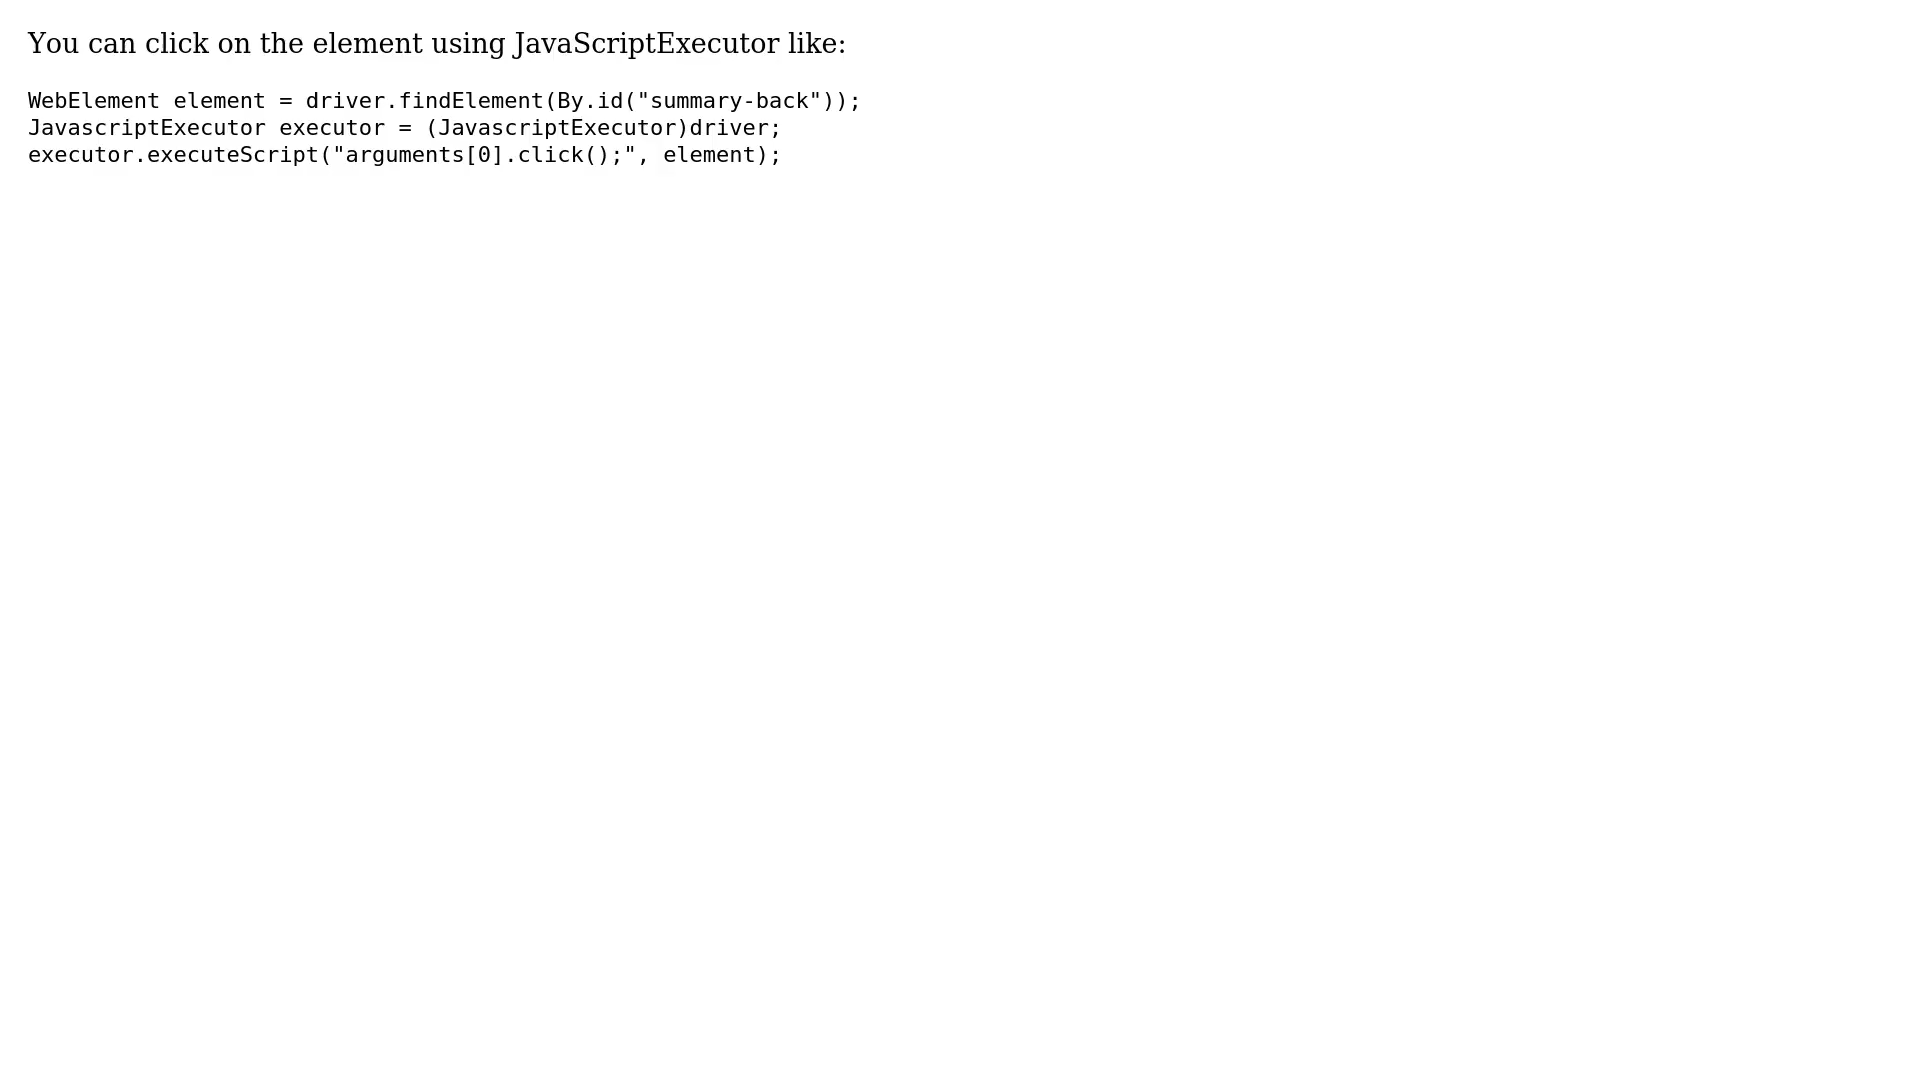 You can click on the element using JavaScriptExecutor like:
WebElement element = driver.findElement(By.id("summary-back"));
JavascriptExecutor executor = (JavascriptExecutor)driver;
executor.executeScript("arguments[0].click();", element);